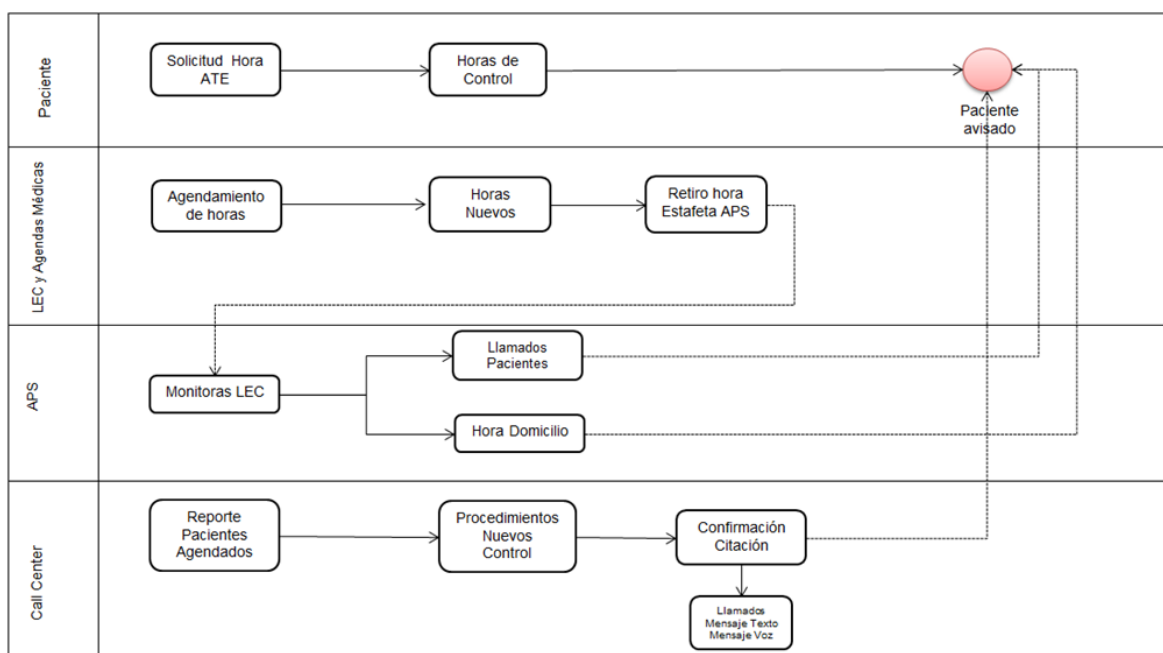 Paciente
Solicitud Hora
ATE
Horas de
Control
Paciente
avisado
LEC y Agendas Médicas
Agendamiento
de horas
Horas
Nuevos
Retiro hora
Estafeta APS
APS
Monitoras LEC
Llamados
Pacientes
Hora Domicilio
Call Center
Reporte
Pacientes
Agendados
Procedimientos
Nuevos
Control
Confirmación
Citación
Llamados
Mensaje Texto
Mensaje Voz